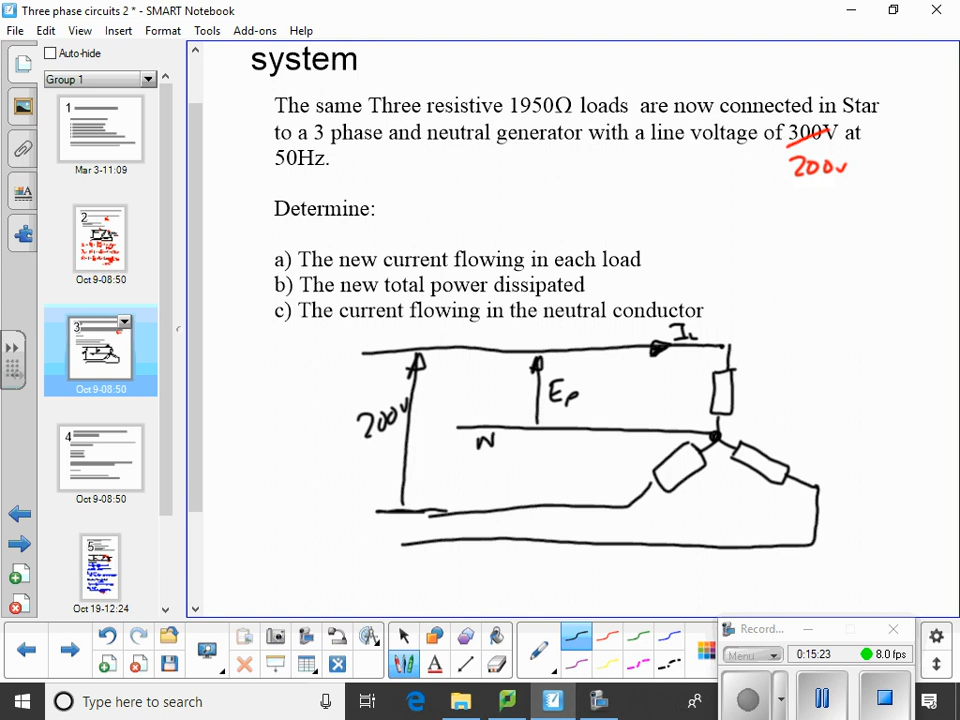 Three phase circuits 2 * - SMART Notebook
File Edit View Insert Format Tools Add-ons Help
Auto-hide
Group 1
1
Mar 3-11:09
2
Oct 9-08:50
3
Oct 9-08:50
4
Oct 9-08:50
5
Oct 19-12:24
system
The same Three resistive 1950Ω loads are now connected in Star
to a 3 phase and neutral generator with a line voltage of 300V at
200v
50Hz.
Determine:
a) The new current flowing in each load
b) The new total power dissipated
c) The current flowing in the neutral conductor
IL
200v
Ep
N
Record...
Menu
0:15:23
8.0 fps
Type here to search